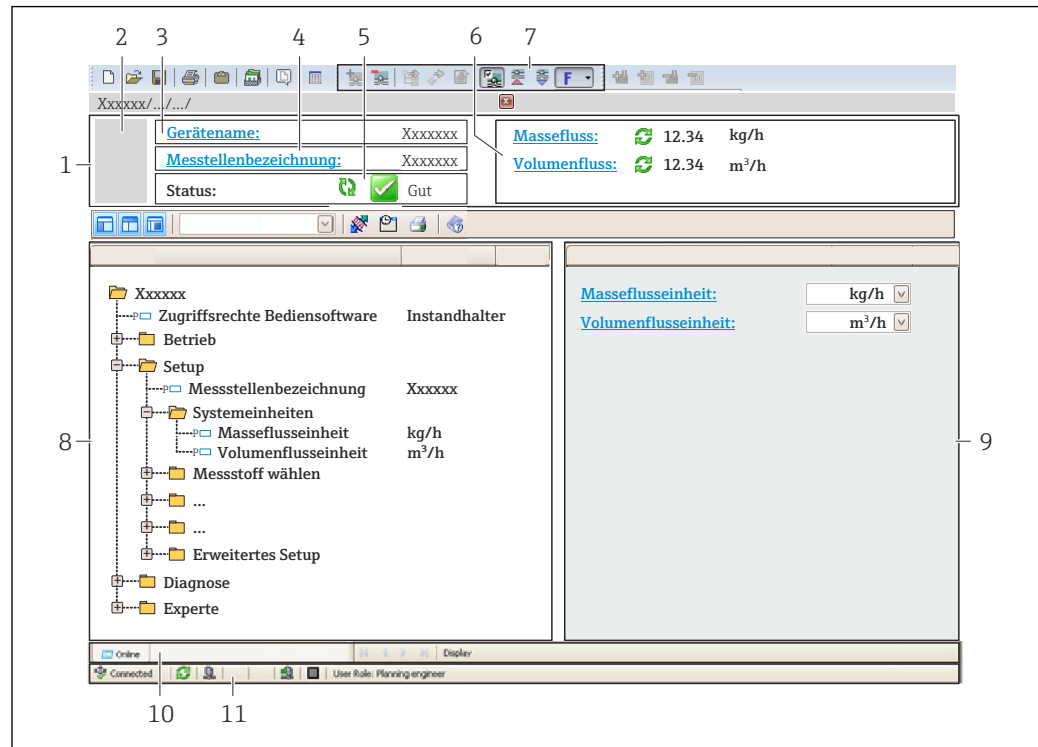 2 3 4 5 6 7
F
Xxxxxx/.../.../
1
Gerätename: Xxxxxxx
Messtellenbezeichnung: Xxxxxxx
Status: Gut
Massefluss: 12.34 kg/h
Volumenfluss: 12.34 m³/h
Xxxxxx
P Zugriffsrechte Bediensoftware Instandhalter
Betrieb
Setup
P Messstellenbezeichnung Xxxxxx
Systemeinheiten
P Masseflusseinheit kg/h
P Volumenflusseinheit m³/h
Messstoff wählen
...
...
Erweitertes Setup
Diagnose
Experte
8
Masseflusseinheit: kg/h
Volumenflusseinheit: m³/h
9
Online Display
Connected User Role: Planning engineer
10 11